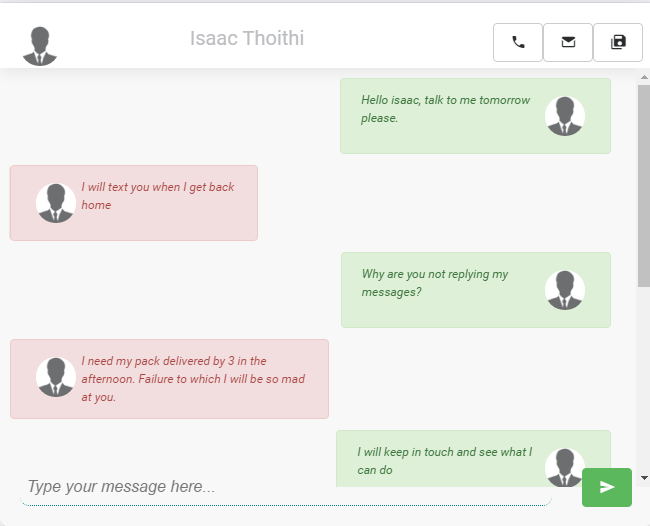 Isaac Thoithi
Hello isaac, talk to me tomorrow
please.
I will text you when I get back
home
Why are you not replying my
messages?
I need my pack delivered by 3 in the
afternoon. Failure to which I will be so mad
at you.
I will keep in touch and see what I
can do
Type your message here...